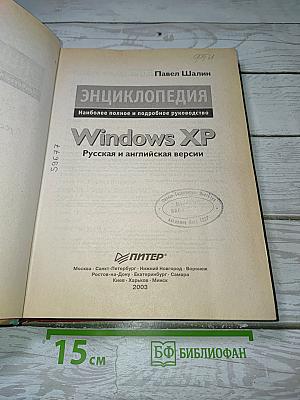 Павел Шалин
ЭНЦИКЛОПЕДИЯ
Наиболее полное и подробное руководство
Windows XP
Русская и английская версии
59677
ПИТЕР®
Москва · Санкт-Петербург · Нижний Новгород · Воронеж
Ростов-на-Дону · Екатеринбург · Самара
Киев · Харьков · Минск
2003
15 см
БФ БИБЛИОФАН